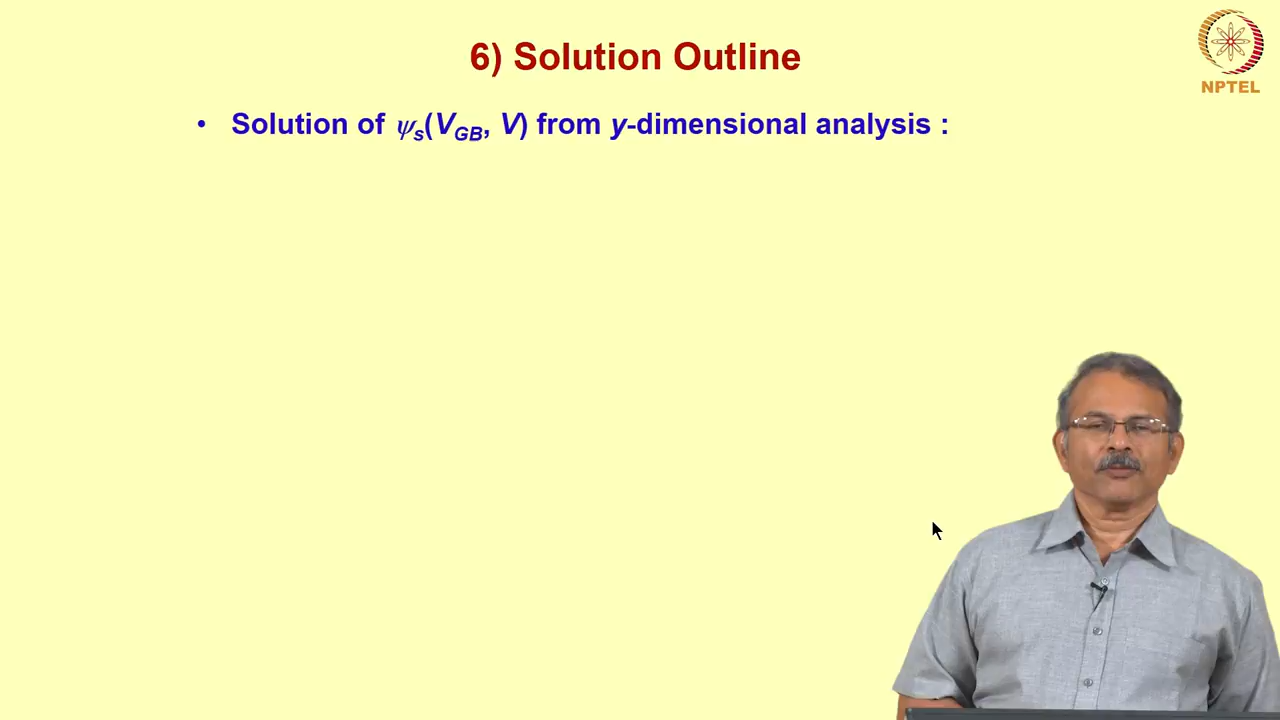 6) Solution Outline
NPTEL
• Solution of ψs(VGB, V) from y-dimensional analysis :